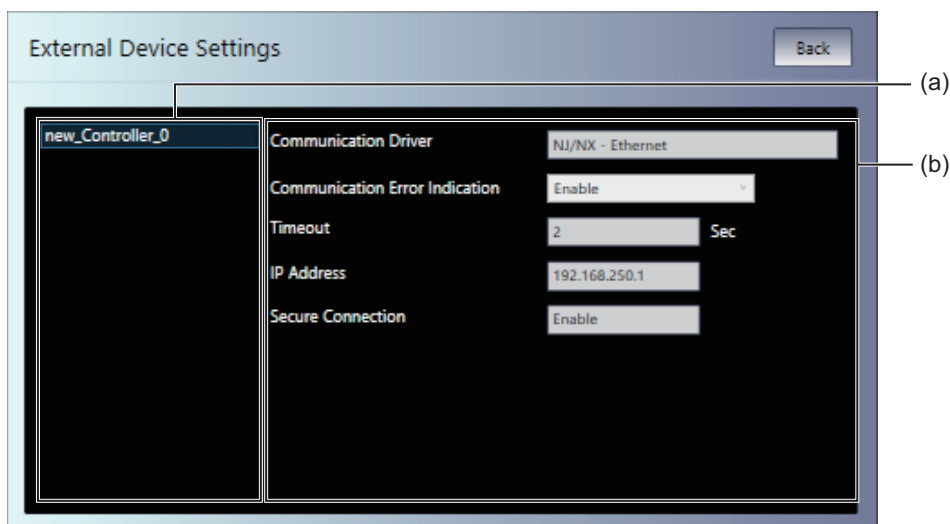 External Device Settings
Back
(a)
new_Controller_0
Communication Driver
NJ/NX - Ethernet
(b)
Communication Error Indication
Enable
Timeout
2
Sec
IP Address
192.168.250.1
Secure Connection
Enable